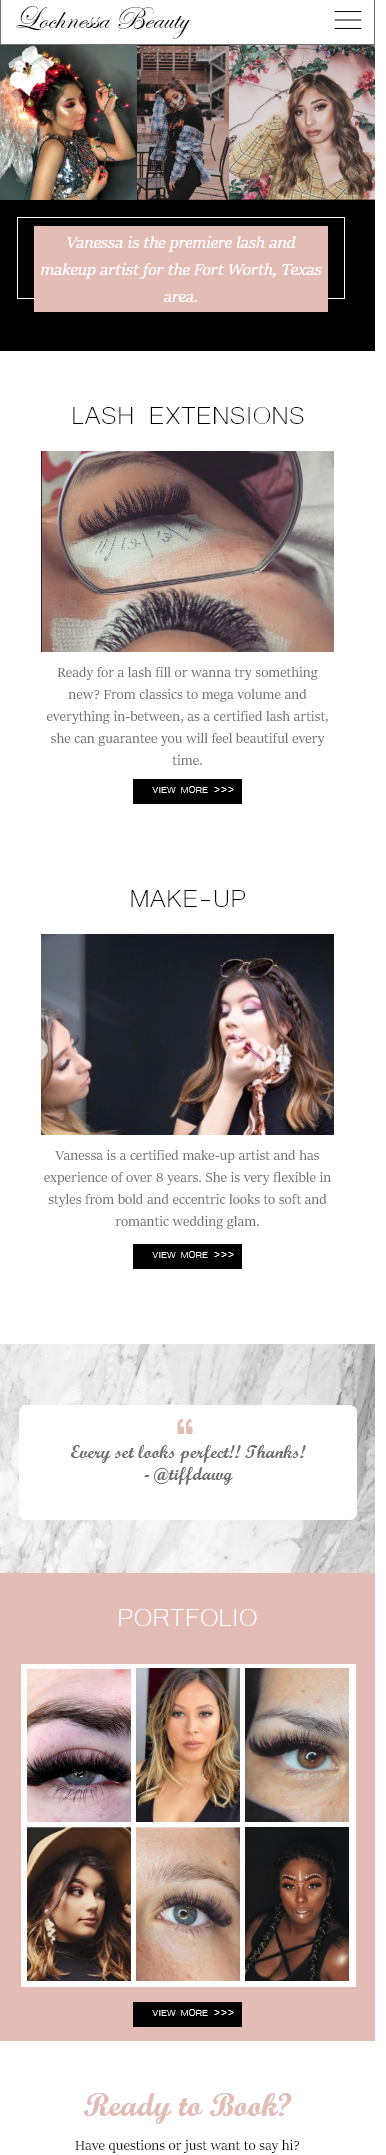 Lochnessa Beauty
Vanessa is the premiere lash and
makeup artist for the Fort Worth, Texas
area.
LASH EXTENSIONS
Ready for a lash fill or wanna try something
new? From classics to mega volume and
everything in-between, as a certified lash artist,
she can guarantee you will feel beautiful every
time.
VIEW MORE >>>
MAKE-UP
Vanessa is a certified make-up artist and has
experience of over 8 years. She is very flexible in
styles from bold and eccentric looks to soft and
romantic wedding glam.
VIEW MORE >>>
“
Every set looks perfect!! Thanks!
- @tiffdawg
PORTFOLIO
VIEW MORE >>>
Ready to Book?
Have questions or just want to say hi?